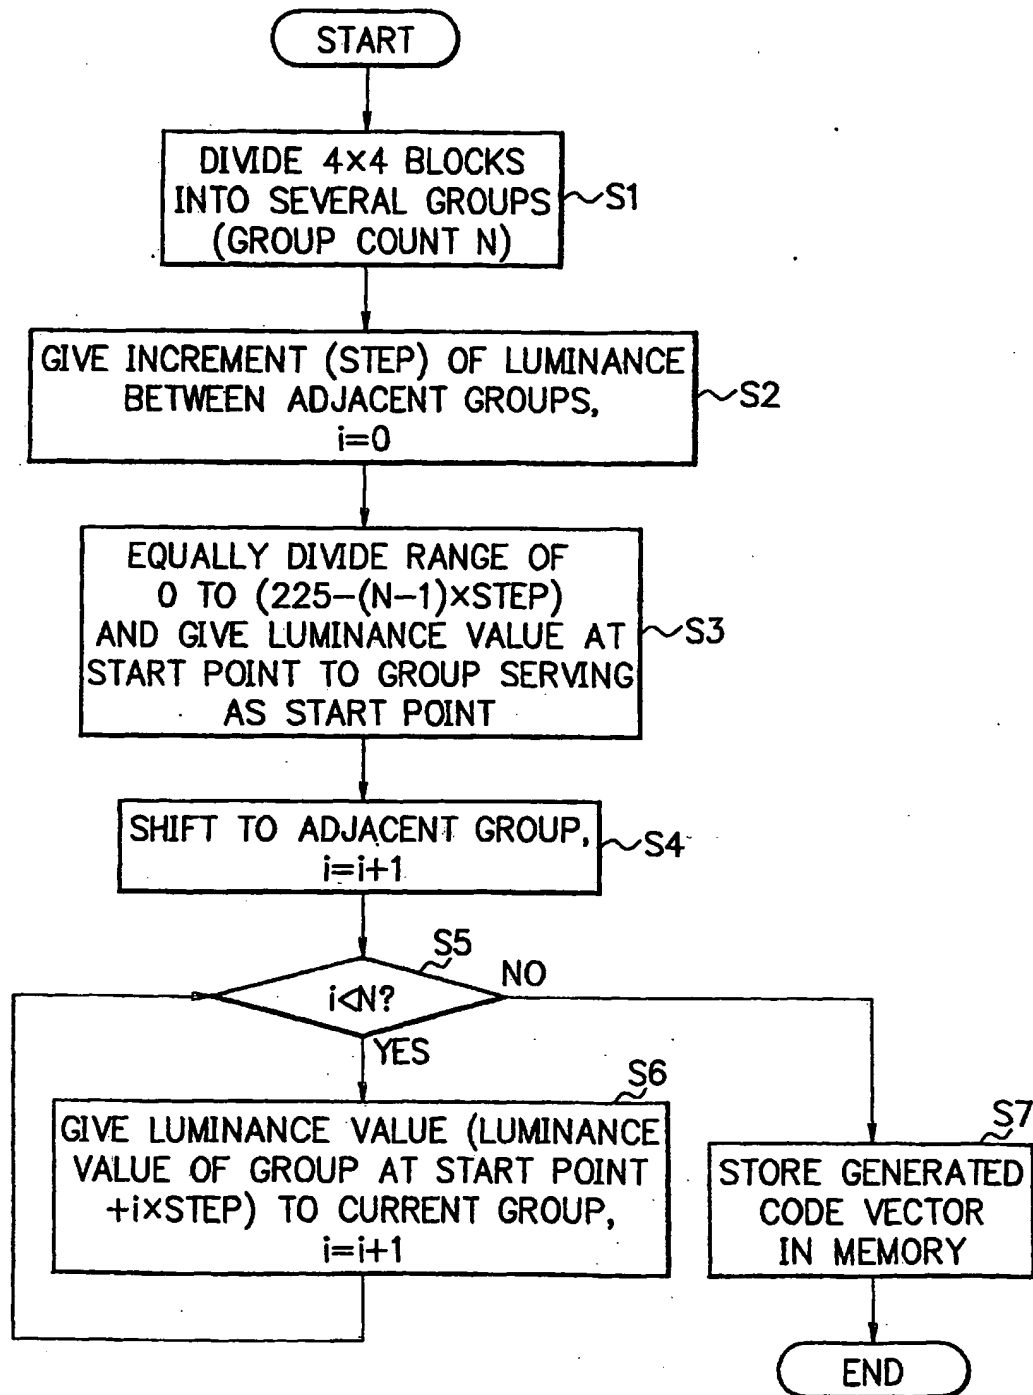 START
DIVIDE 4×4 BLOCKS
INTO SEVERAL GROUPS
(GROUP COUNT N)
S1
GIVE INCREMENT (STEP) OF LUMINANCE
BETWEEN ADJACENT GROUPS,
i=0
S2
EQUALLY DIVIDE RANGE OF
0 TO (225-(N-1)×STEP)
AND GIVE LUMINANCE VALUE AT
START POINT TO GROUP SERVING
AS START POINT
S3
SHIFT TO ADJACENT GROUP,
i=i+1
S4
S5
i<N?
NO
YES
S6
GIVE LUMINANCE VALUE (LUMINANCE
VALUE OF GROUP AT START POINT
+i×STEP) TO CURRENT GROUP,
i=i+1
S7
STORE GENERATED
CODE VECTOR
IN MEMORY
END